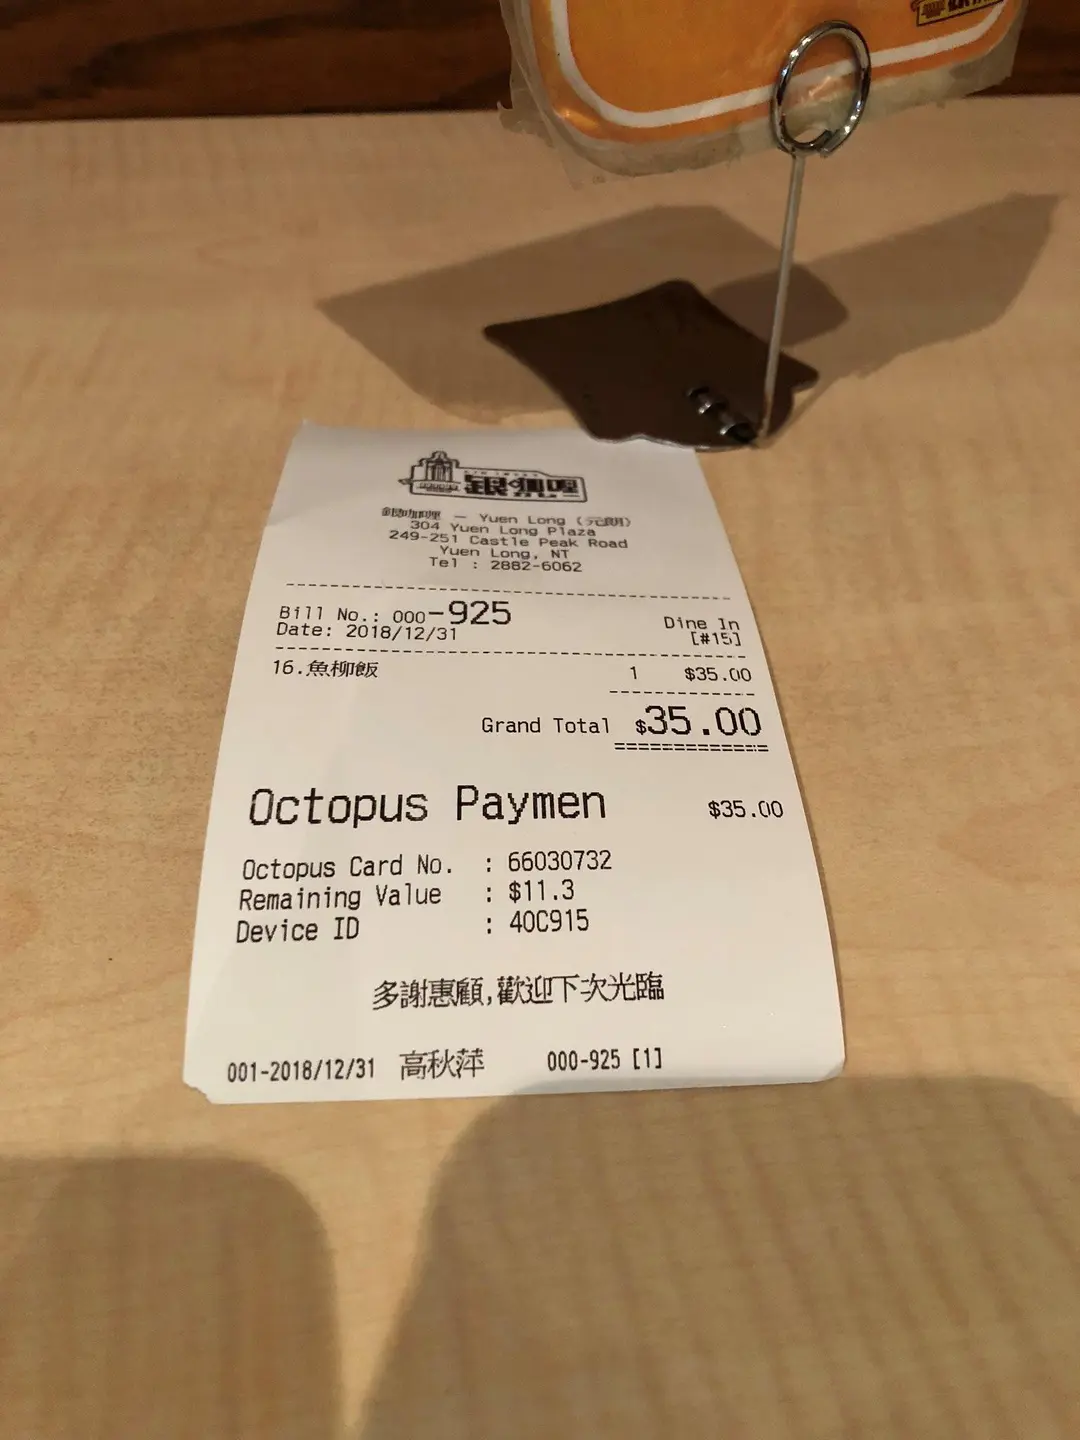 銀咖喱
銀咖喱 – Yuen Long (元朗)
304 Yuen Long Plaza
249-251 Castle Peak Road
Yuen Long, NT
Tel : 2882-6062
Bill No.: 000-925
Dine In
Date: 2018/12/31
[#15]
16.魚柳飯 1 $35.00
Grand Total $35.00
Octopus Paymen $35.00
Octopus Card No. : 66030732
Remaining Value : $11.3
Device ID : 40C915
多謝惠顧,歡迎下次光臨
001-2018/12/31 高秋萍 000-925 [1]